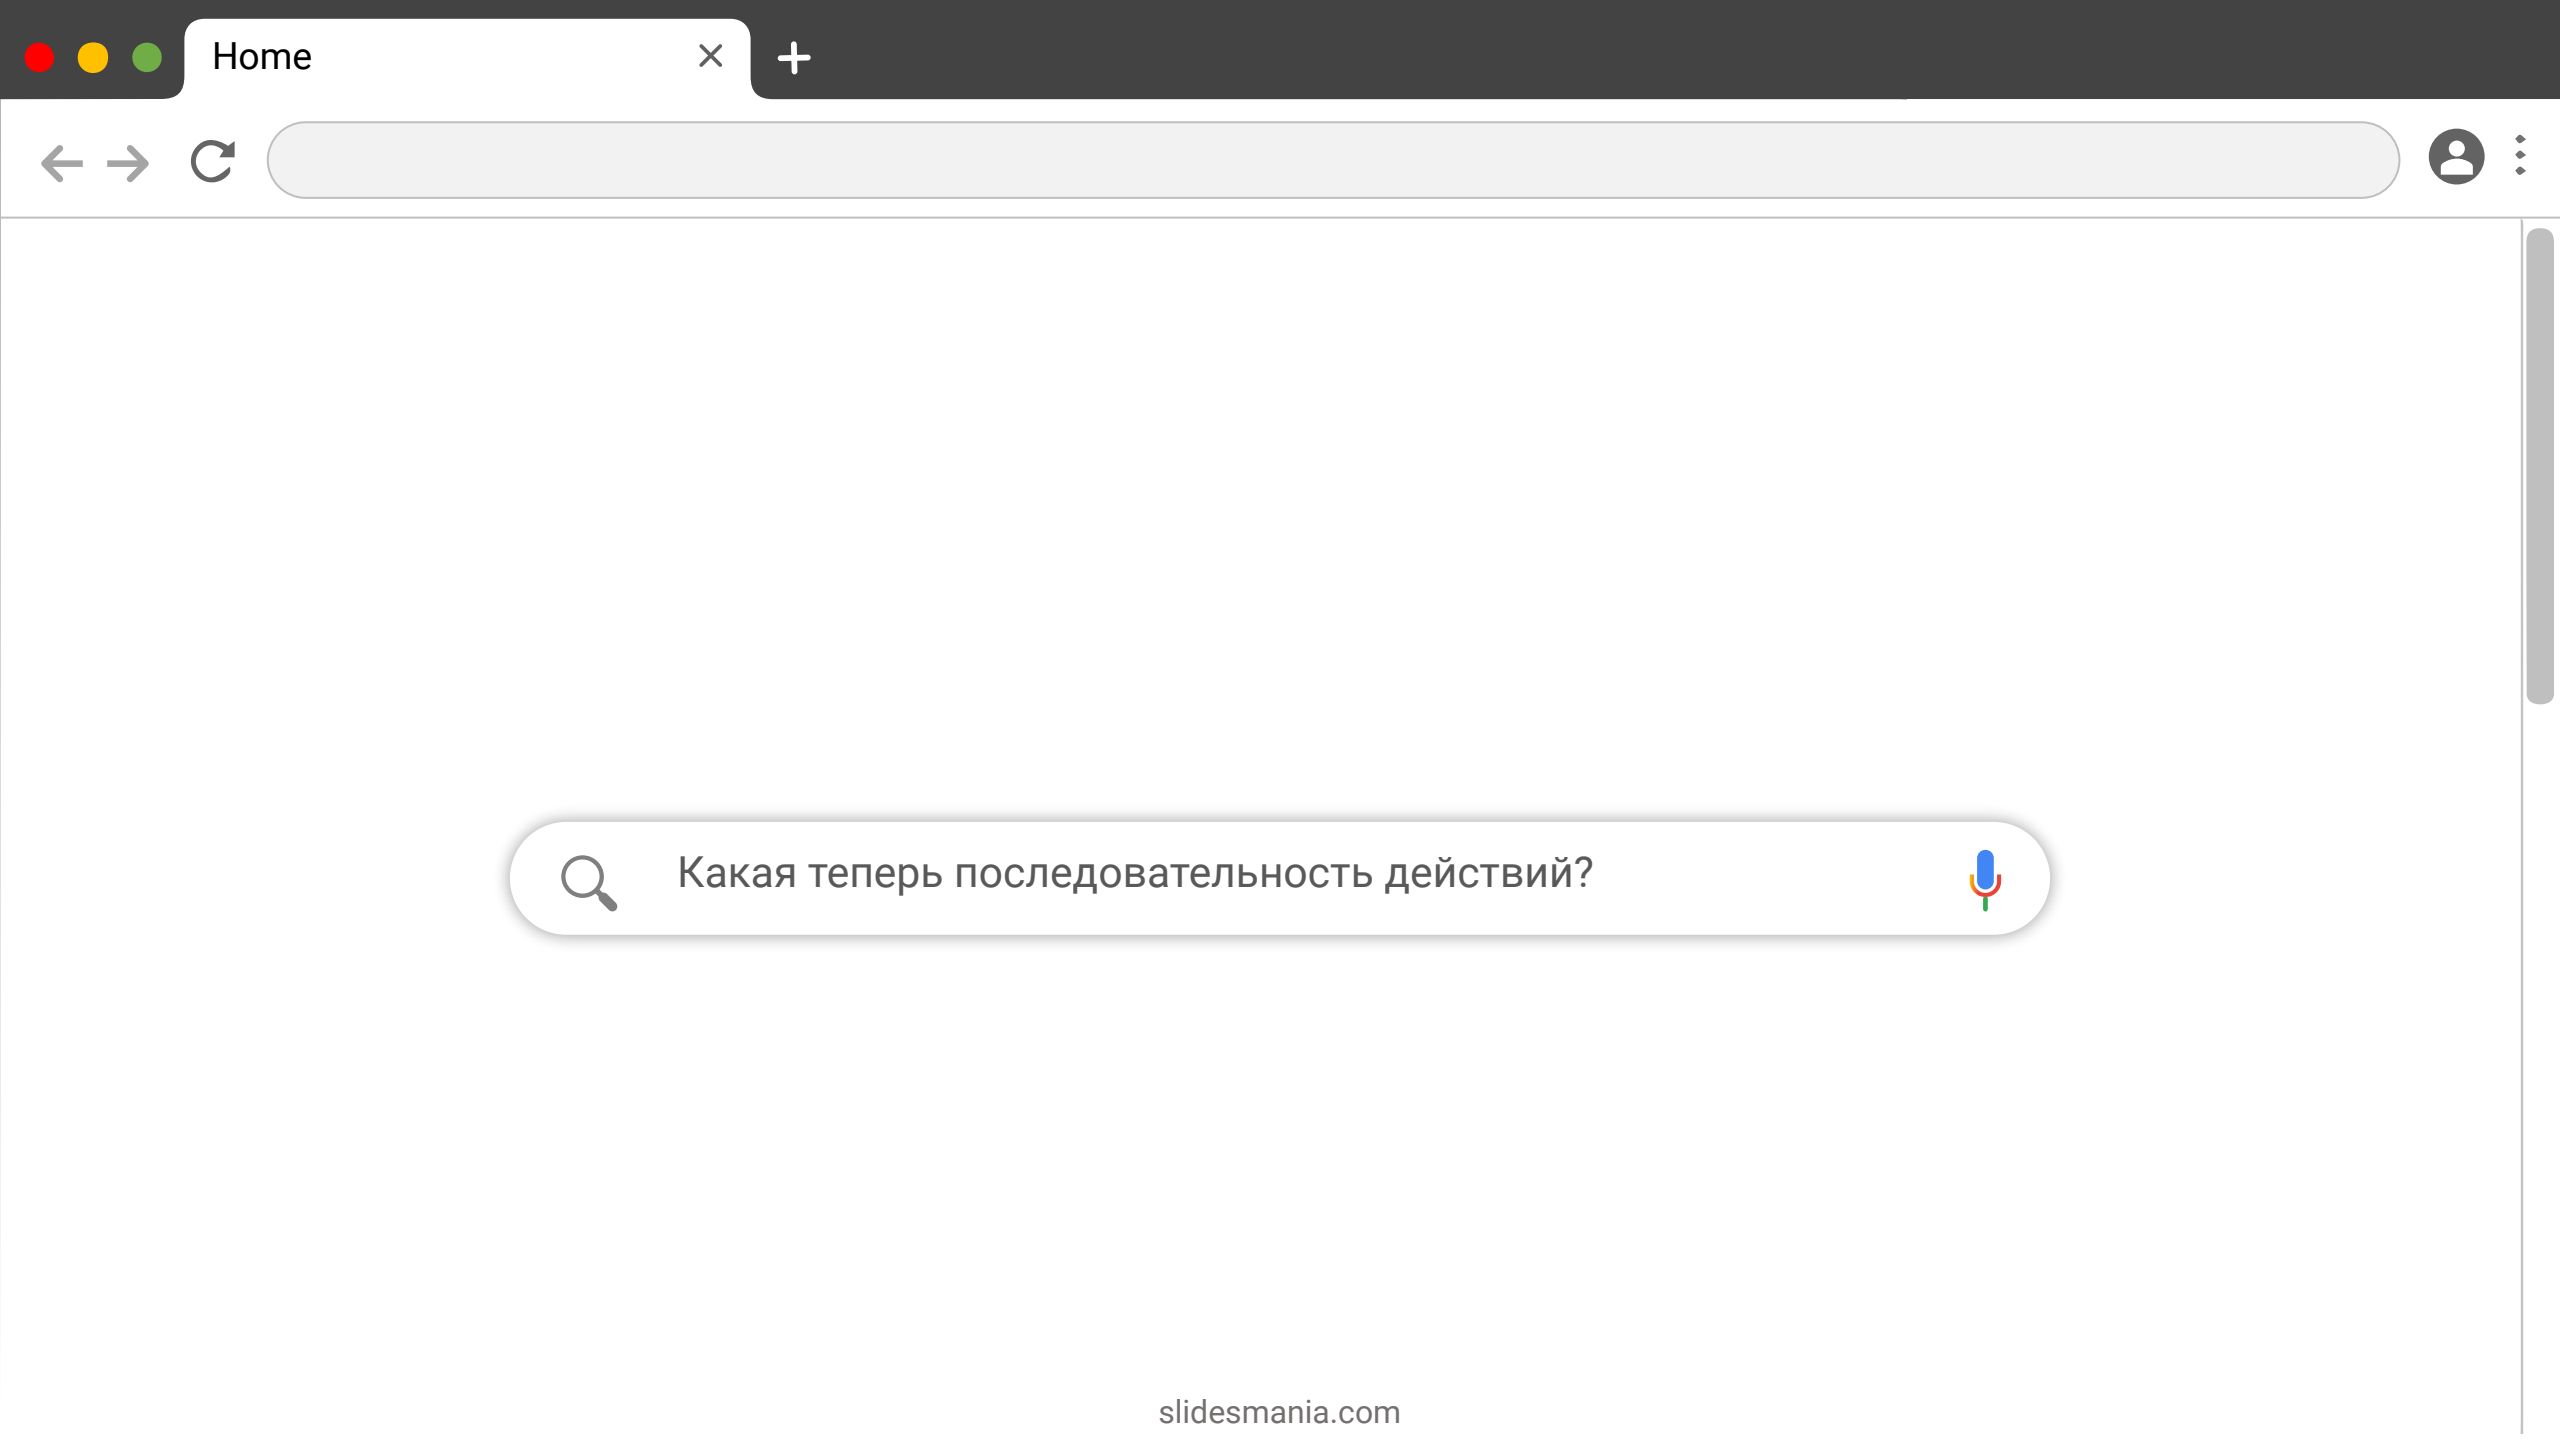 Home
Какая теперь последовательность действий?
slidesmania.com